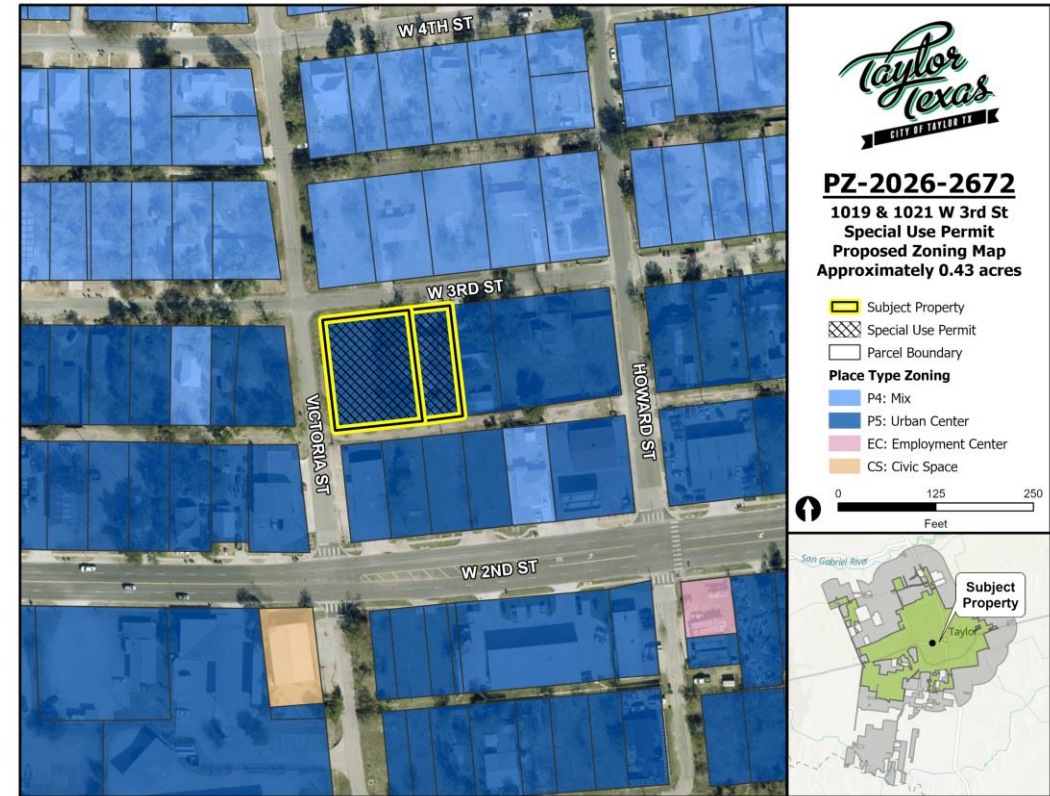 W 4TH ST
W 3RD ST
VICTORIA ST
HOWARD ST
W 2ND ST
Taylor
Texas
CITY OF TAYLOR TX
PZ-2026-2672
1019 & 1021 W 3rd St
Special Use Permit
Proposed Zoning Map
Approximately 0.43 acres
Subject Property
Special Use Permit
Parcel Boundary
Place Type Zoning
P4: Mix
P5: Urban Center
EC: Employment Center
CS: Civic Space
0 125 250
Feet
San Gabriel River
Subject
Property
Taylor